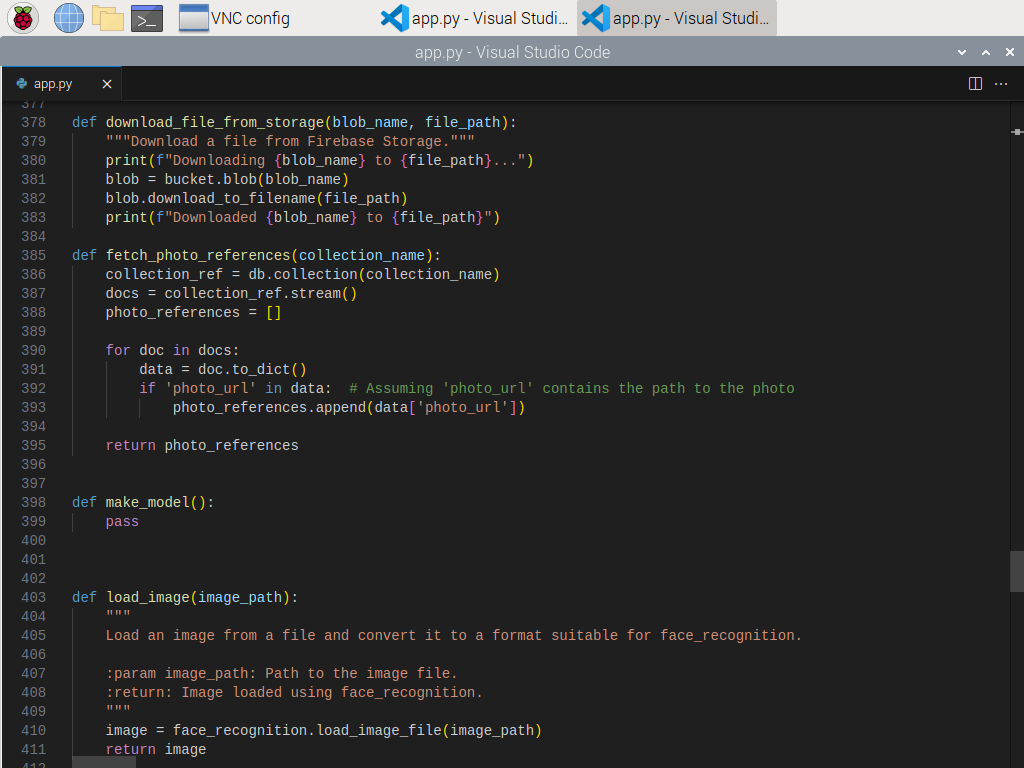 VNC config
app.py - Visual Studi...
app.py - Visual Studi...
app.py - Visual Studio Code
app.py
377
378 def download_file_from_storage(blob_name, file_path):
379     """Download a file from Firebase Storage."""
380     print(f"Downloading {blob_name} to {file_path}...")
381     blob = bucket.blob(blob_name)
382     blob.download_to_filename(file_path)
383     print(f"Downloaded {blob_name} to {file_path}")
384
385 def fetch_photo_references(collection_name):
386     collection_ref = db.collection(collection_name)
387     docs = collection_ref.stream()
388     photo_references = []
389
390     for doc in docs:
391         data = doc.to_dict()
392         if 'photo_url' in data:  # Assuming 'photo_url' contains the path to the photo
393             photo_references.append(data['photo_url'])
394
395     return photo_references
396
397
398 def make_model():
399     pass
400
401
402
403 def load_image(image_path):
404     """
405     Load an image from a file and convert it to a format suitable for face_recognition.
406
407     :param image_path: Path to the image file.
408     :return: Image loaded using face_recognition.
409     """
410     image = face_recognition.load_image_file(image_path)
411     return image
412